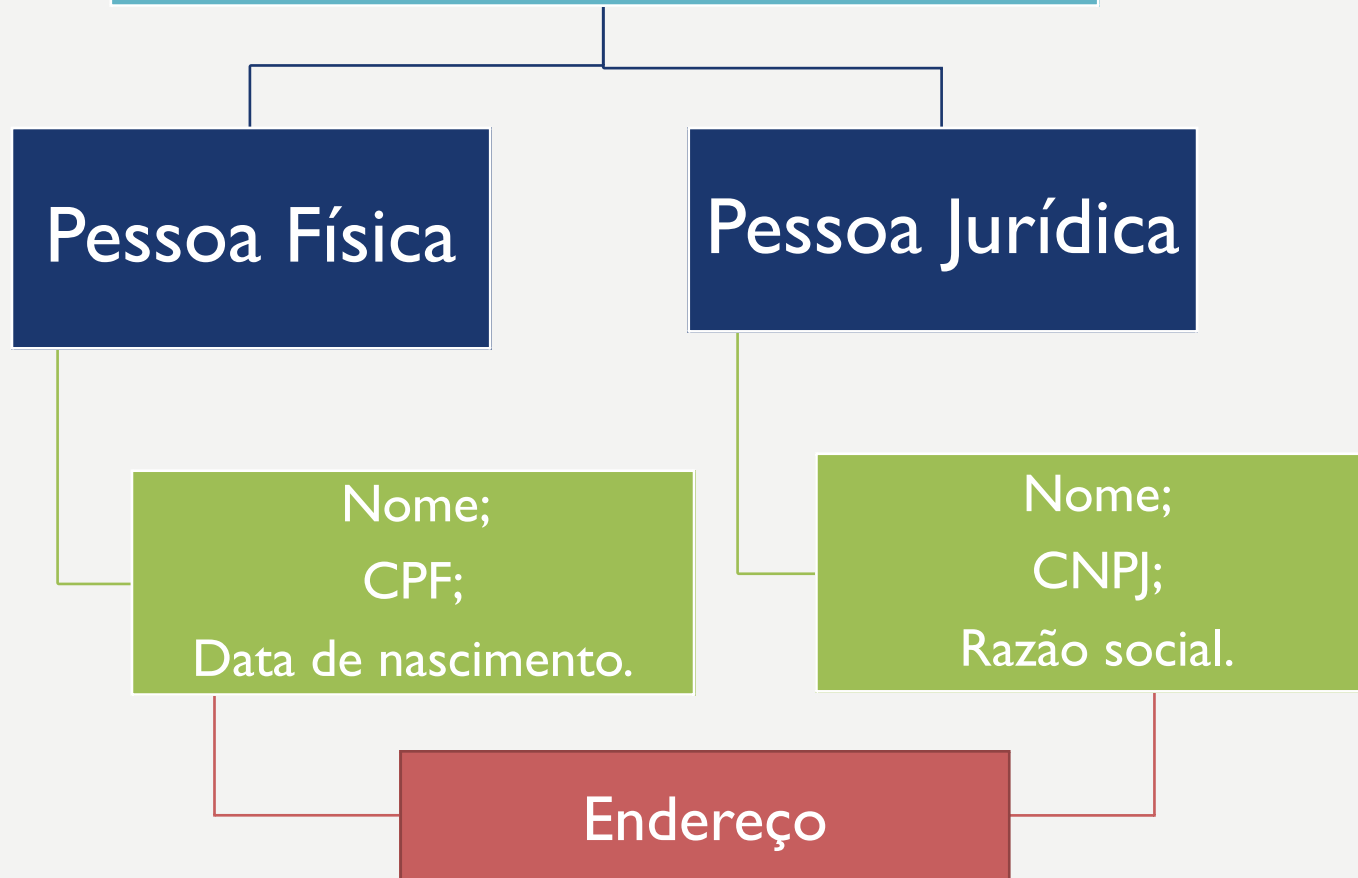 Pessoa Física
Pessoa Jurídica
Nome;
CPF;
Data de nascimento.
Nome;
CNPJ;
Razão social.
Endereço